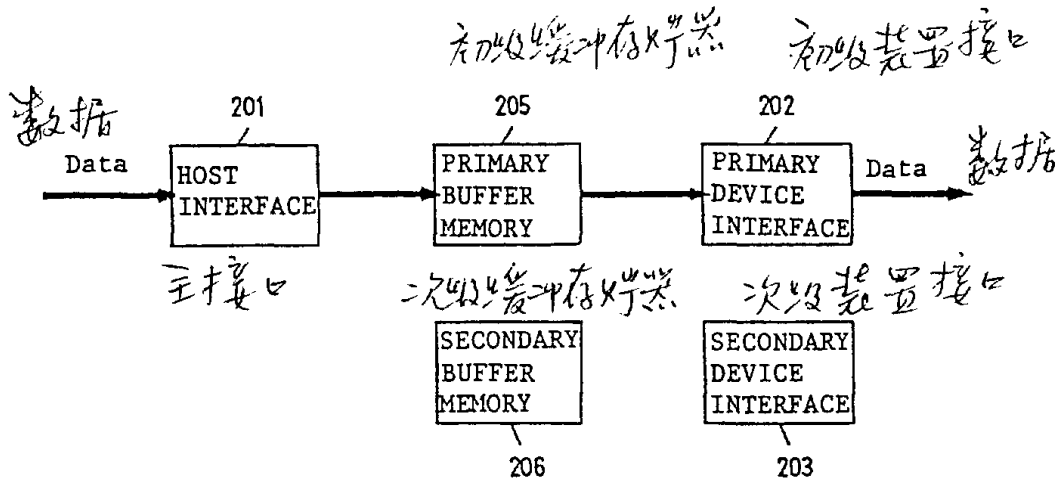 初级缓冲存贮器 初级装置接口
数据 201 205 202
Data HOST INTERFACE PRIMARY BUFFER MEMORY PRIMARY DEVICE INTERFACE Data 数据
主接口 次级缓冲存贮器 次级装置接口
SECONDARY BUFFER MEMORY SECONDARY DEVICE INTERFACE
206 203